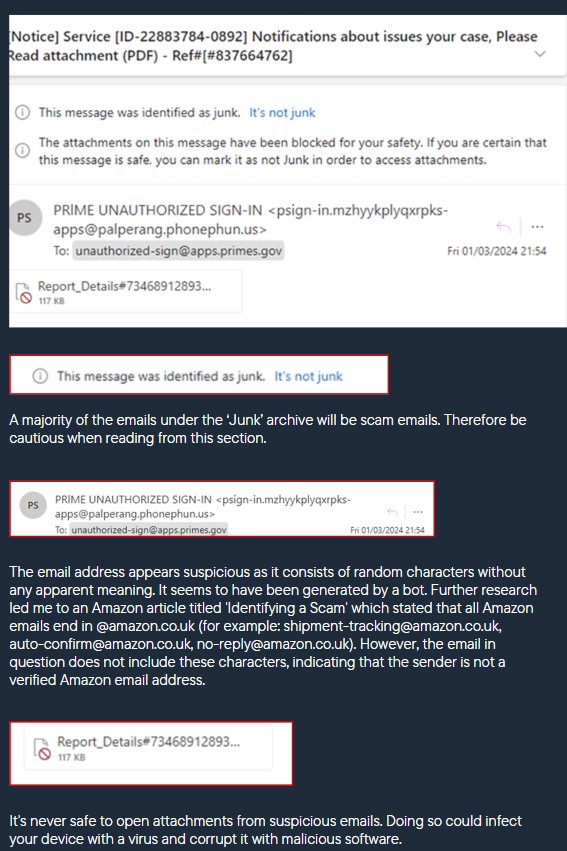 [Notice] Service [ID-22883784-0892] Notifications about issues your case, Please
Read attachment (PDF) - Ref#[#837664762]
This message was identified as junk. It's not junk
The attachments on this message have been blocked for your safety. If you are certain that
this message is safe, you can mark it as not Junk in order to access attachments.
PS
PRIME UNAUTHORIZED SIGN-IN <psign-in.mzhyykplyqxrpks-
apps@palperang.phonephun.us>
To: unauthorized-sign@apps.primes.gov
Fri 01/03/2024 21:54
Report_Details#73468912893...
117 KB
This message was identified as junk. It's not junk
A majority of the emails under the ‘Junk’ archive will be scam emails. Therefore be
cautious when reading from this section.
PS
PRIME UNAUTHORIZED SIGN-IN <psign-in.mzhyykplyqxrpks-
apps@palperang.phonephun.us>
To: unauthorized-sign@apps.primes.gov
Fri 01/03/2024 21:54
The email address appears suspicious as it consists of random characters without
any apparent meaning. It seems to have been generated by a bot. Further research
led me to an Amazon article titled 'Identifying a Scam' which stated that all Amazon
emails end in @amazon.co.uk (for example: shipment-tracking@amazon.co.uk,
auto-confirm@amazon.co.uk, no-reply@amazon.co.uk). However, the email in
question does not include these characters, indicating that the sender is not a
verified Amazon email address.
Report_Details#73468912893...
117 KB
It's never safe to open attachments from suspicious emails. Doing so could infect
your device with a virus and corrupt it with malicious software.